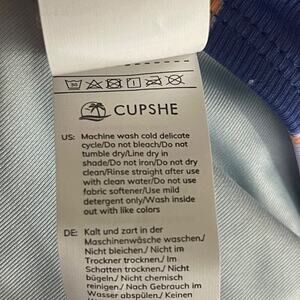 CUPSHE
US: Machine wash cold delicate
cycle/Do not bleach/Do not
tumble dry/Line dry in
shade/Do not iron/Do not dry
clean/Rinse straight after use
with clean water/Do not use
fabric softener/Use mild
detergent only/Wash inside
out with like colors
DE: Kalt und zart in der
Maschinenwäsche waschen./
Nicht bleichen./ Nicht im
Trockner trocknen./ Im
Schatten trocknen./ Nicht
bügeln./ Nicht chemisch
reinigen./ Nach Gebrauch im
Wasser abspülen./ Keinen